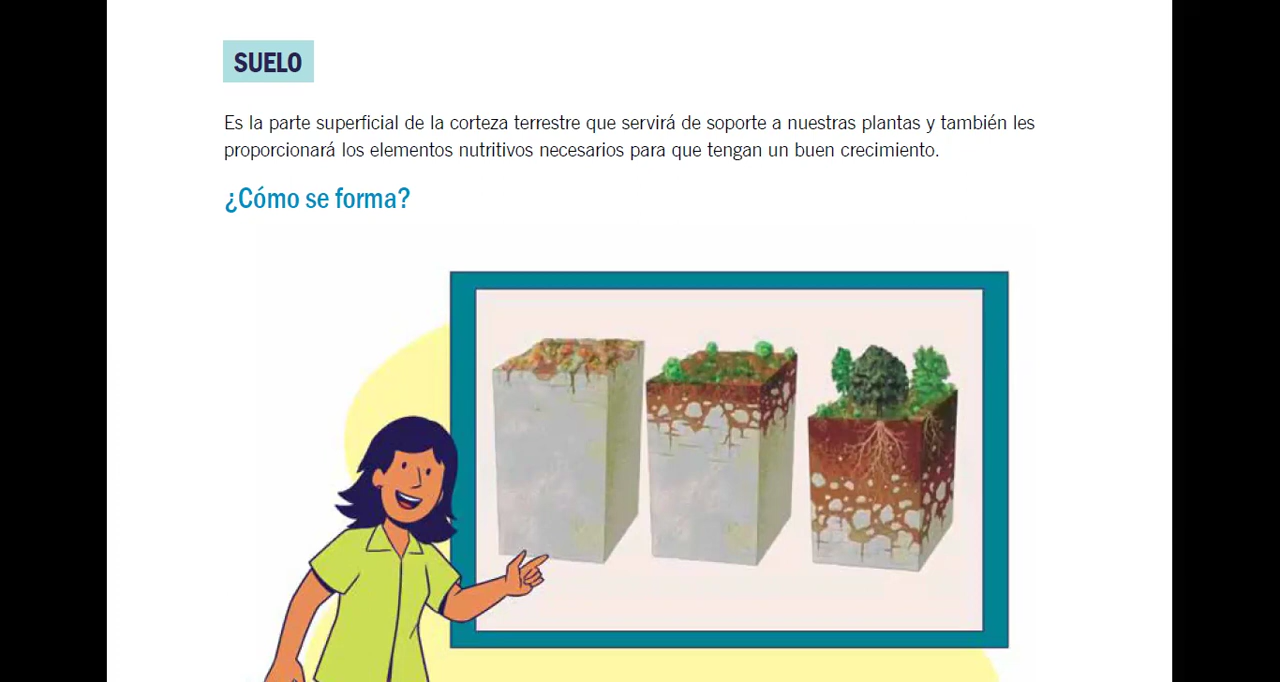 SUELO
Es la parte superficial de la corteza terrestre que servirá de soporte a nuestras plantas y también les
proporcionará los elementos nutritivos necesarios para que tengan un buen crecimiento.
¿Cómo se forma?